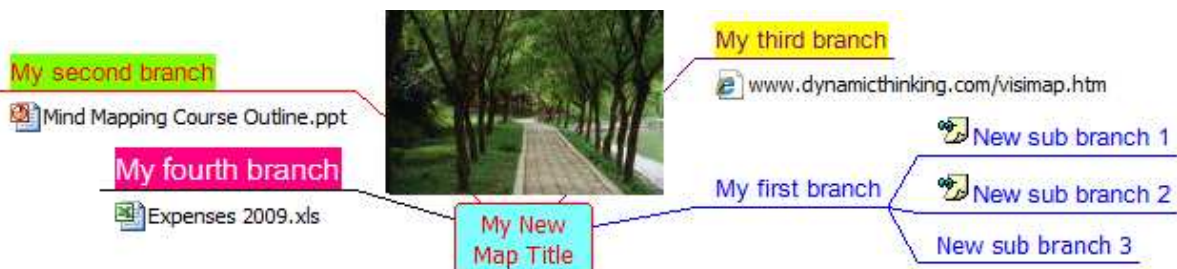 My second branch
Mind Mapping Course Outline.ppt
My fourth branch
Expenses 2009.xls
My New
Map Title
My third branch
www.dynamicthinking.com/visimap.htm
My first branch
New sub branch 1
New sub branch 2
New sub branch 3